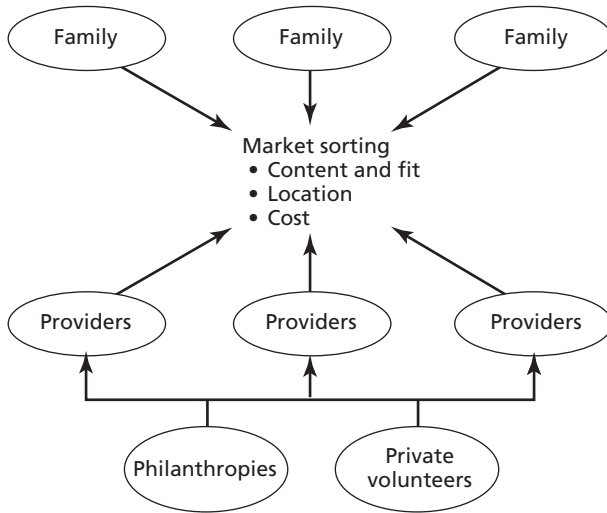 Family
Family
Family
Market sorting
• Content and fit
• Location
• Cost
Providers
Providers
Providers
Philanthropies
Private
volunteers